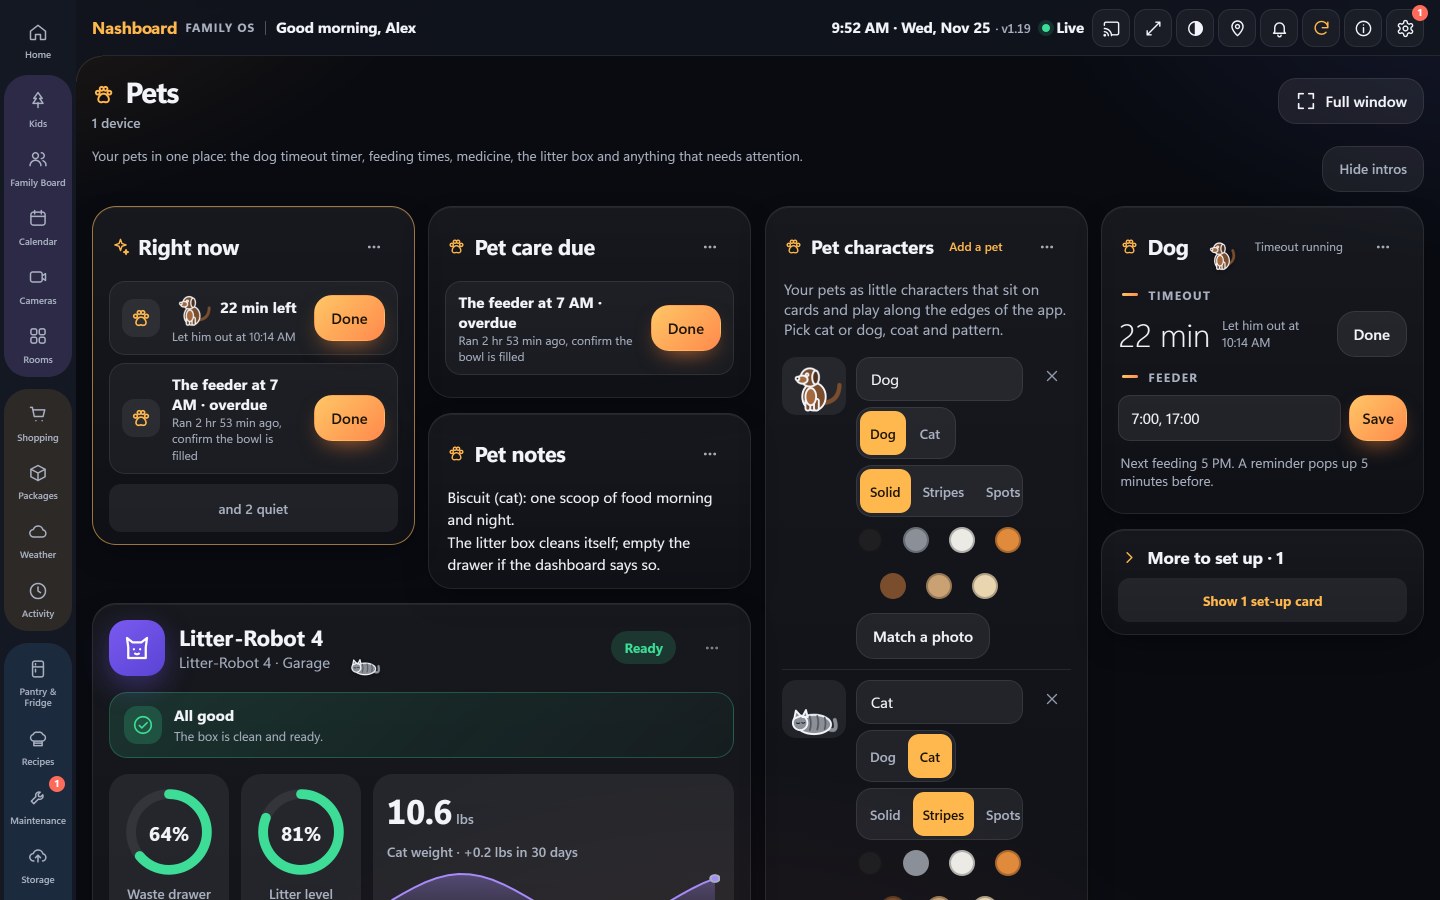 Nashboard FAMILY OS Good morning, Alex
9:52 AM · Wed, Nov 25 · v1.19 Live
1
Home
Kids
Family Board
Calendar
Cameras
Rooms
Shopping
Packages
Weather
Activity
Pantry &
Fridge
Recipes
1
Maintenance
Storage
Pets
1 device
Your pets in one place: the dog timeout timer, feeding times, medicine, the litter box and anything that needs attention.
Full window
Hide intros
Right now
22 min left
Let him out at 10:14 AM
Done
The feeder at 7
AM · overdue
Ran 2 hr 53 min ago,
confirm the bowl is
filled
Done
and 2 quiet
Pet care due
The feeder at 7 AM ·
overdue
Ran 2 hr 53 min ago, confirm the
bowl is filled
Done
Pet notes
Biscuit (cat): one scoop of food morning
and night.
The litter box cleans itself; empty the
drawer if the dashboard says so.
Litter-Robot 4
Litter-Robot 4 · Garage
Ready
All good
The box is clean and ready.
64%
Waste drawer
81%
Litter level
10.6 lbs
Cat weight · +0.2 lbs in 30 days
Pet characters Add a pet
Your pets as little characters that sit on
cards and play along the edges of the app.
Pick cat or dog, coat and pattern.
Dog
Dog Cat
Solid Stripes Spots
Match a photo
Cat
Dog Cat
Solid Stripes Spots
Dog Timeout running
TIMEOUT
22 min
Let him out at
10:14 AM
Done
FEEDER
7:00, 17:00
Save
Next feeding 5 PM. A reminder pops up 5
minutes before.
More to set up · 1
Show 1 set-up card